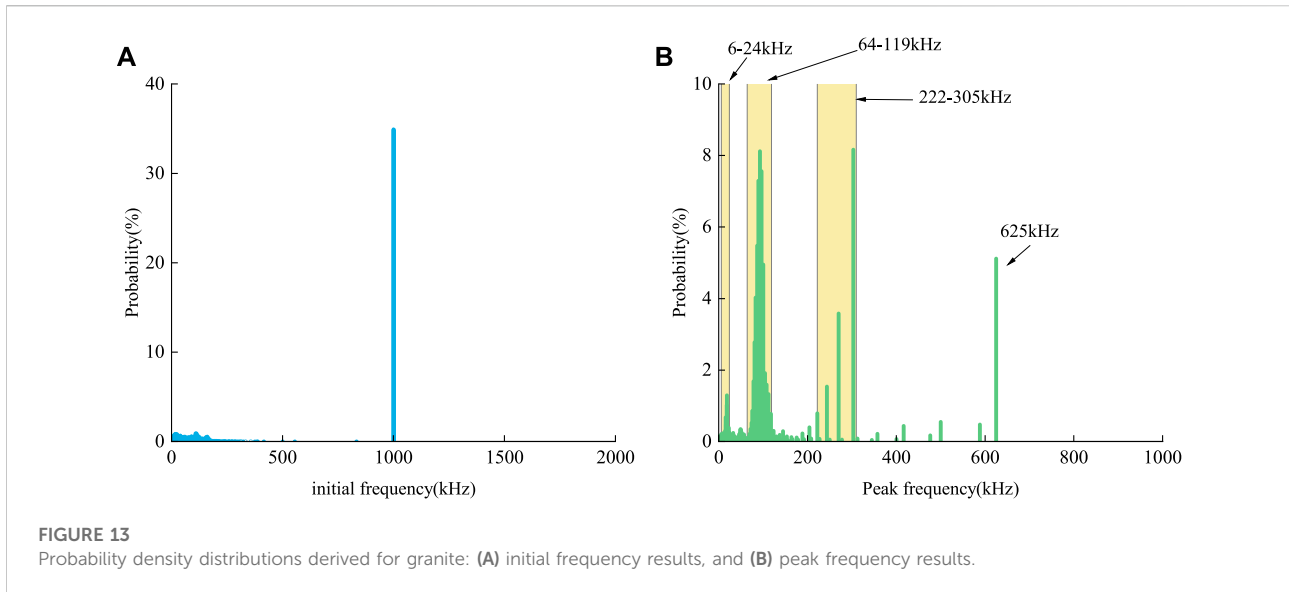 A
40
30
20
10
0
Probability(%)
0 500 1000 1500 2000
initial frequency(kHz)
B
6-24kHz
64-119kHz
222-305kHz
625kHz
10
8
6
4
2
0
Probability(%)
0 200 400 600 800 1000
Peak frequency(kHz)
FIGURE 13
Probability density distributions derived for granite: (A) initial frequency results, and (B) peak frequency results.